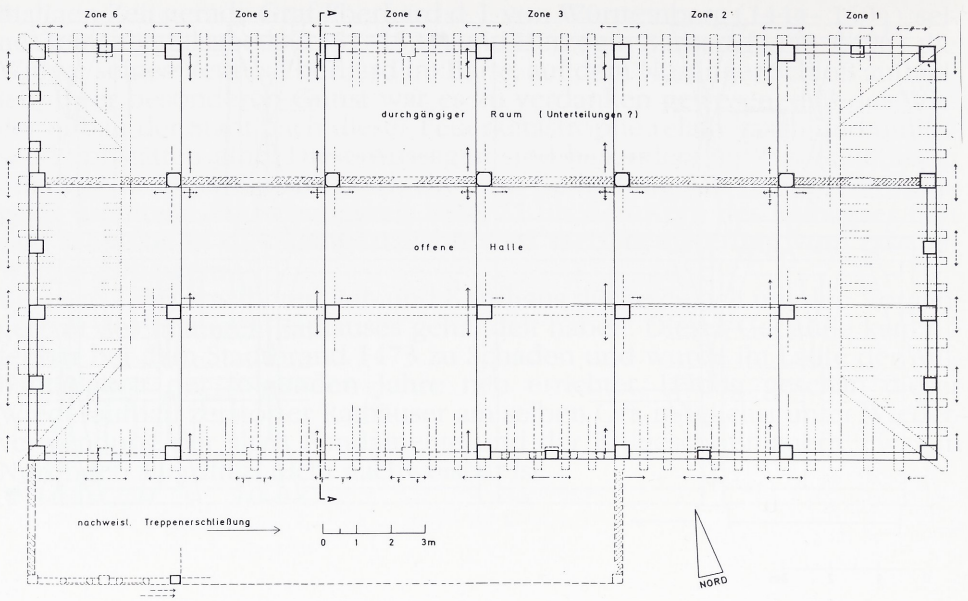 Zone 6 Zone 5 A Zone 4 Zone 3 Zone 2 Zone 1
durchgängiger Raum (Unterteilungen ?)
offene Halle
A
nachweisl. Treppenerschließung
0 1 2 3m
NORD